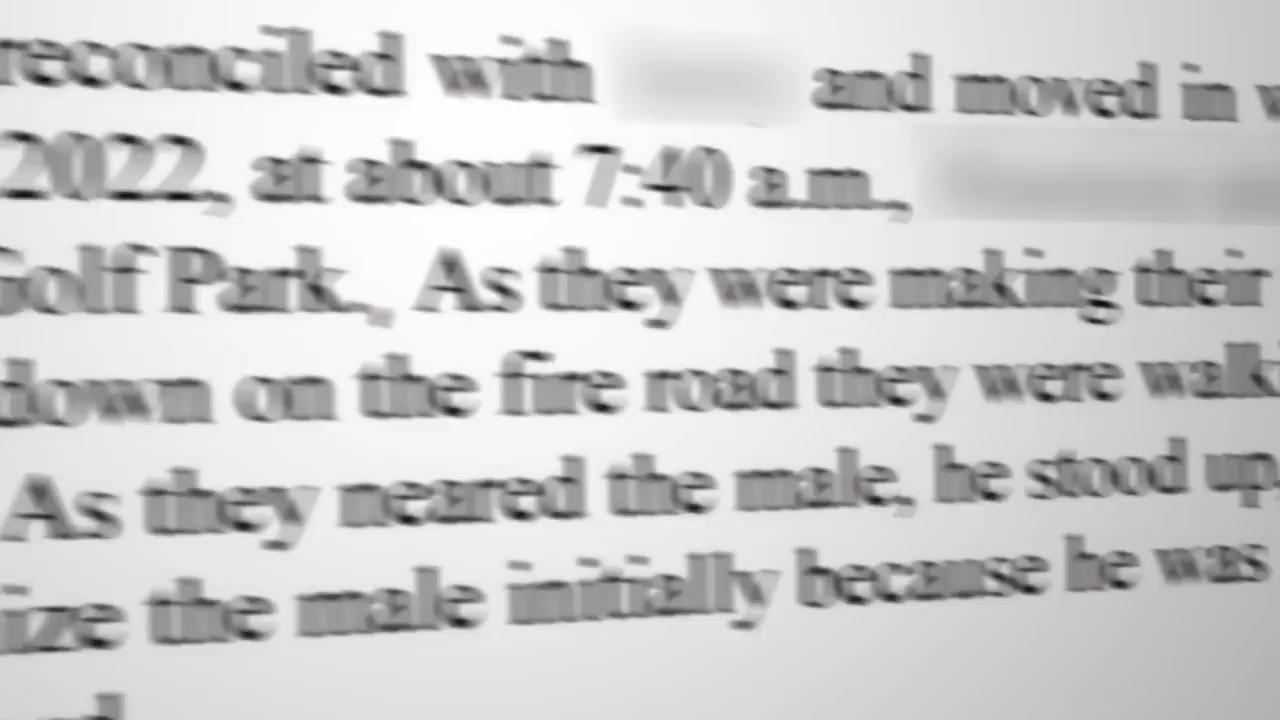 reconciled with and moved in
2022, at about 7:40 a.m.,
Golf Park. As they were making their
down on the fire road they were
As they neared the male, he stood up
the male initially because he was